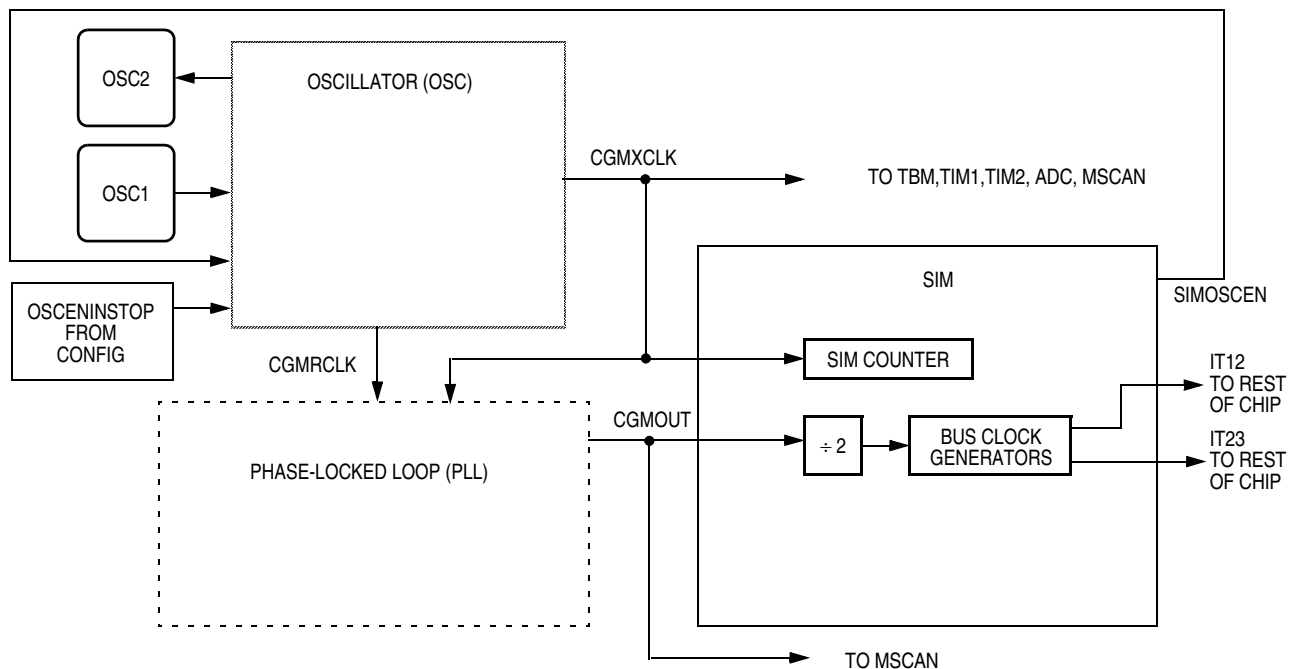 OSC2
OSCILLATOR (OSC)
CGMXCLK
OSC1
TO TBM,TIM1,TIM2, ADC, MSCAN
SIM
SIMOSCEN
OSCENINSTOP
FROM
CONFIG
CGMRCLK
SIM COUNTER
IT12
TO REST
OF CHIP
CGMOUT
÷ 2
BUS CLOCK
GENERATORS
IT23
TO REST
OF CHIP
PHASE-LOCKED LOOP (PLL)
TO MSCAN